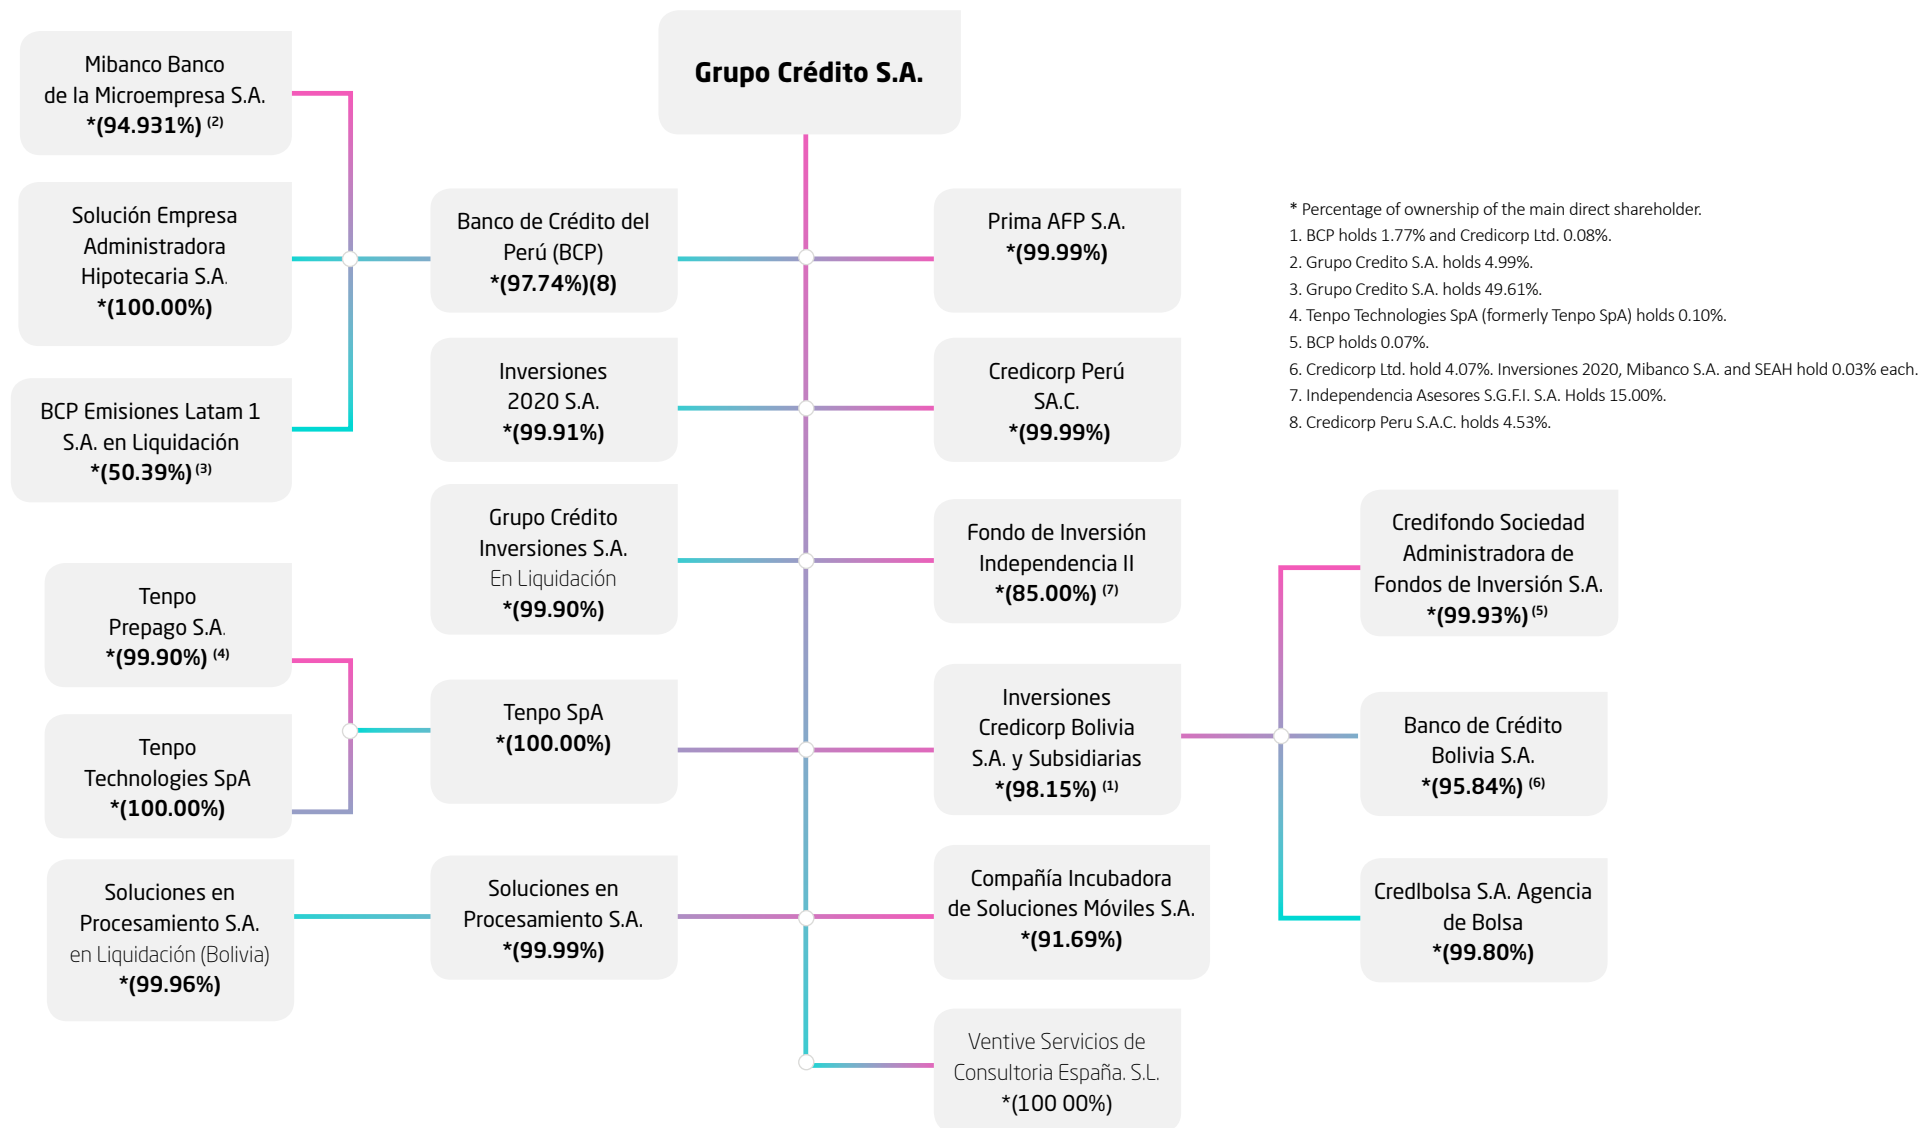 Grupo Crédito S.A.
Mibanco Banco
de la Microempresa S.A.
*(94.931%) (2)
Solución Empresa
Administradora
Hipotecaria S.A.
*(100.00%)
BCP Emisiones Latam 1
S.A. en Liquidación
*(50.39%) (3)
Tenpo
Prepago S.A.
*(99.90%) (4)
Tenpo
Technologies SpA
*(100.00%)
Soluciones en
Procesamiento S.A.
en Liquidación (Bolivia)
*(99.96%)
Banco de Crédito del
Perú (BCP)
*(97.74%)(8)
Inversiones
2020 S.A.
*(99.91%)
Grupo Crédito
Inversiones S.A.
En Liquidación
*(99.90%)
Tenpo SpA
*(100.00%)
Soluciones en
Procesamiento S.A.
*(99.99%)
Prima AFP S.A.
*(99.99%)
Credicorp Perú
SA.C.
*(99.99%)
Fondo de Inversión
Independencia II
*(85.00%) (7)
Inversiones
Credicorp Bolivia
S.A. y Subsidiarias
*(98.15%) (1)
Compañía Incubadora
de Soluciones Móviles S.A.
*(91.69%)
Ventive Servicios de
Consultoria España. S.L.
*(100 00%)
* Percentage of ownership of the main direct shareholder.
1. BCP holds 1.77% and Credicorp Ltd. 0.08%.
2. Grupo Credito S.A. holds 4.99%.
3. Grupo Credito S.A. holds 49.61%.
4. Tenpo Technologies SpA (formerly Tenpo SpA) holds 0.10%.
5. BCP holds 0.07%.
6. Credicorp Ltd. hold 4.07%. Inversiones 2020, Mibanco S.A. and SEAH hold 0.03% each.
7. Independencia Asesores S.G.F.I. S.A. Holds 15.00%.
8. Credicorp Peru S.A.C. holds 4.53%.
Credifondo Sociedad
Administradora de
Fondos de Inversión S.A.
*(99.93%) (5)
Banco de Crédito
Bolivia S.A.
*(95.84%) (6)
Credlbolsa S.A. Agencia
de Bolsa
*(99.80%)